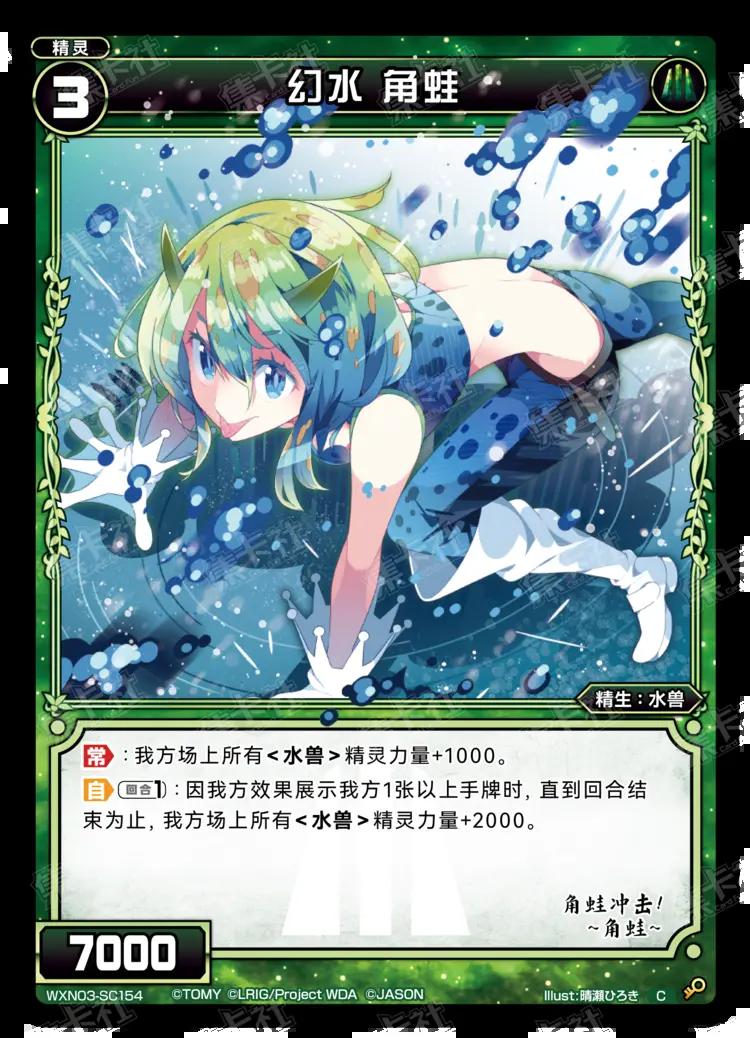 精灵
3
幻水 角蛙
精生：水兽
常：我方场上所有<水兽>精灵力量+1000。
自 回合1：因我方效果展示我方1张以上手牌时，直到回合结
束为止，我方场上所有<水兽>精灵力量+2000。
角蛙冲击！
~角蛙~
7000
WXN03-SC154 ©TOMY ©LRIG/Project WDA ©JASON Illust:晴瀬ひろき C
集卡社